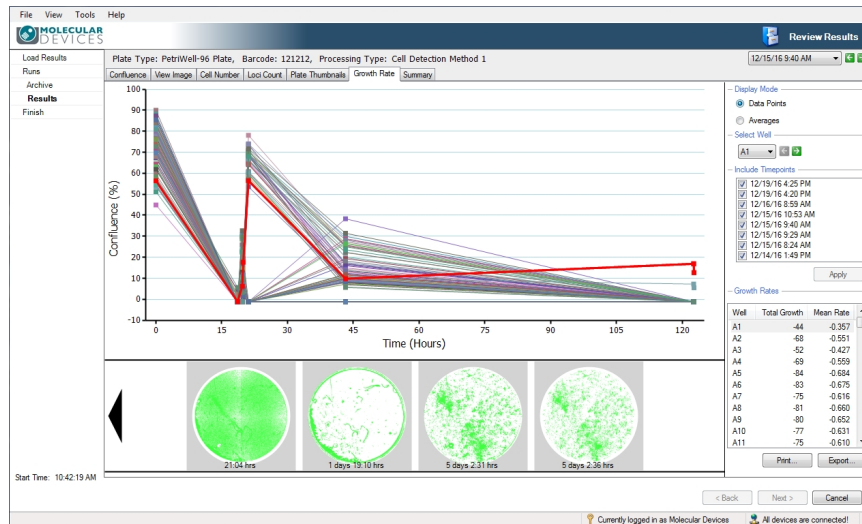 File View Tools Help
MOLECULAR
DEVICES
Review Results
Load Results
Runs
Archive
Results
Finish
Start Time: 10:42:19 AM
Plate Type: PetriWell-96 Plate, Barcode: 121212, Processing Type: Cell Detection Method 1
12/15/16 9:40 AM
Confluence View Image Cell Number Loci Count Plate Thumbnails Growth Rate Summary
Confluence (%)
100
90
80
70
60
50
40
30
20
10
0
-10
0 15 30 45 60 75 90 105 120
Time (Hours)
21:04 hrs
1 days 19:10 hrs
5 days 2:31 hrs
5 days 2:36 hrs
Display Mode
Data Points
Averages
Select Well
A1
Include Timepoints
12/19/16 4:25 PM
12/19/16 4:20 PM
12/16/16 8:59 AM
12/15/16 10:53 AM
12/15/16 9:40 AM
12/15/16 9:29 AM
12/15/16 8:24 AM
12/14/16 1:49 PM
Apply
Growth Rates
Well Total Growth Mean Rate
A1 -44 -0.357
A2 -68 -0.551
A3 -52 -0.427
A4 -69 -0.559
A5 -84 -0.684
A6 -83 -0.675
A7 -75 -0.616
A8 -81 -0.660
A9 -80 -0.652
A10 -77 -0.631
A11 -75 -0.610
Print... Export...
< Back Next > Cancel
Currently logged in as Molecular Devices All devices are connected!